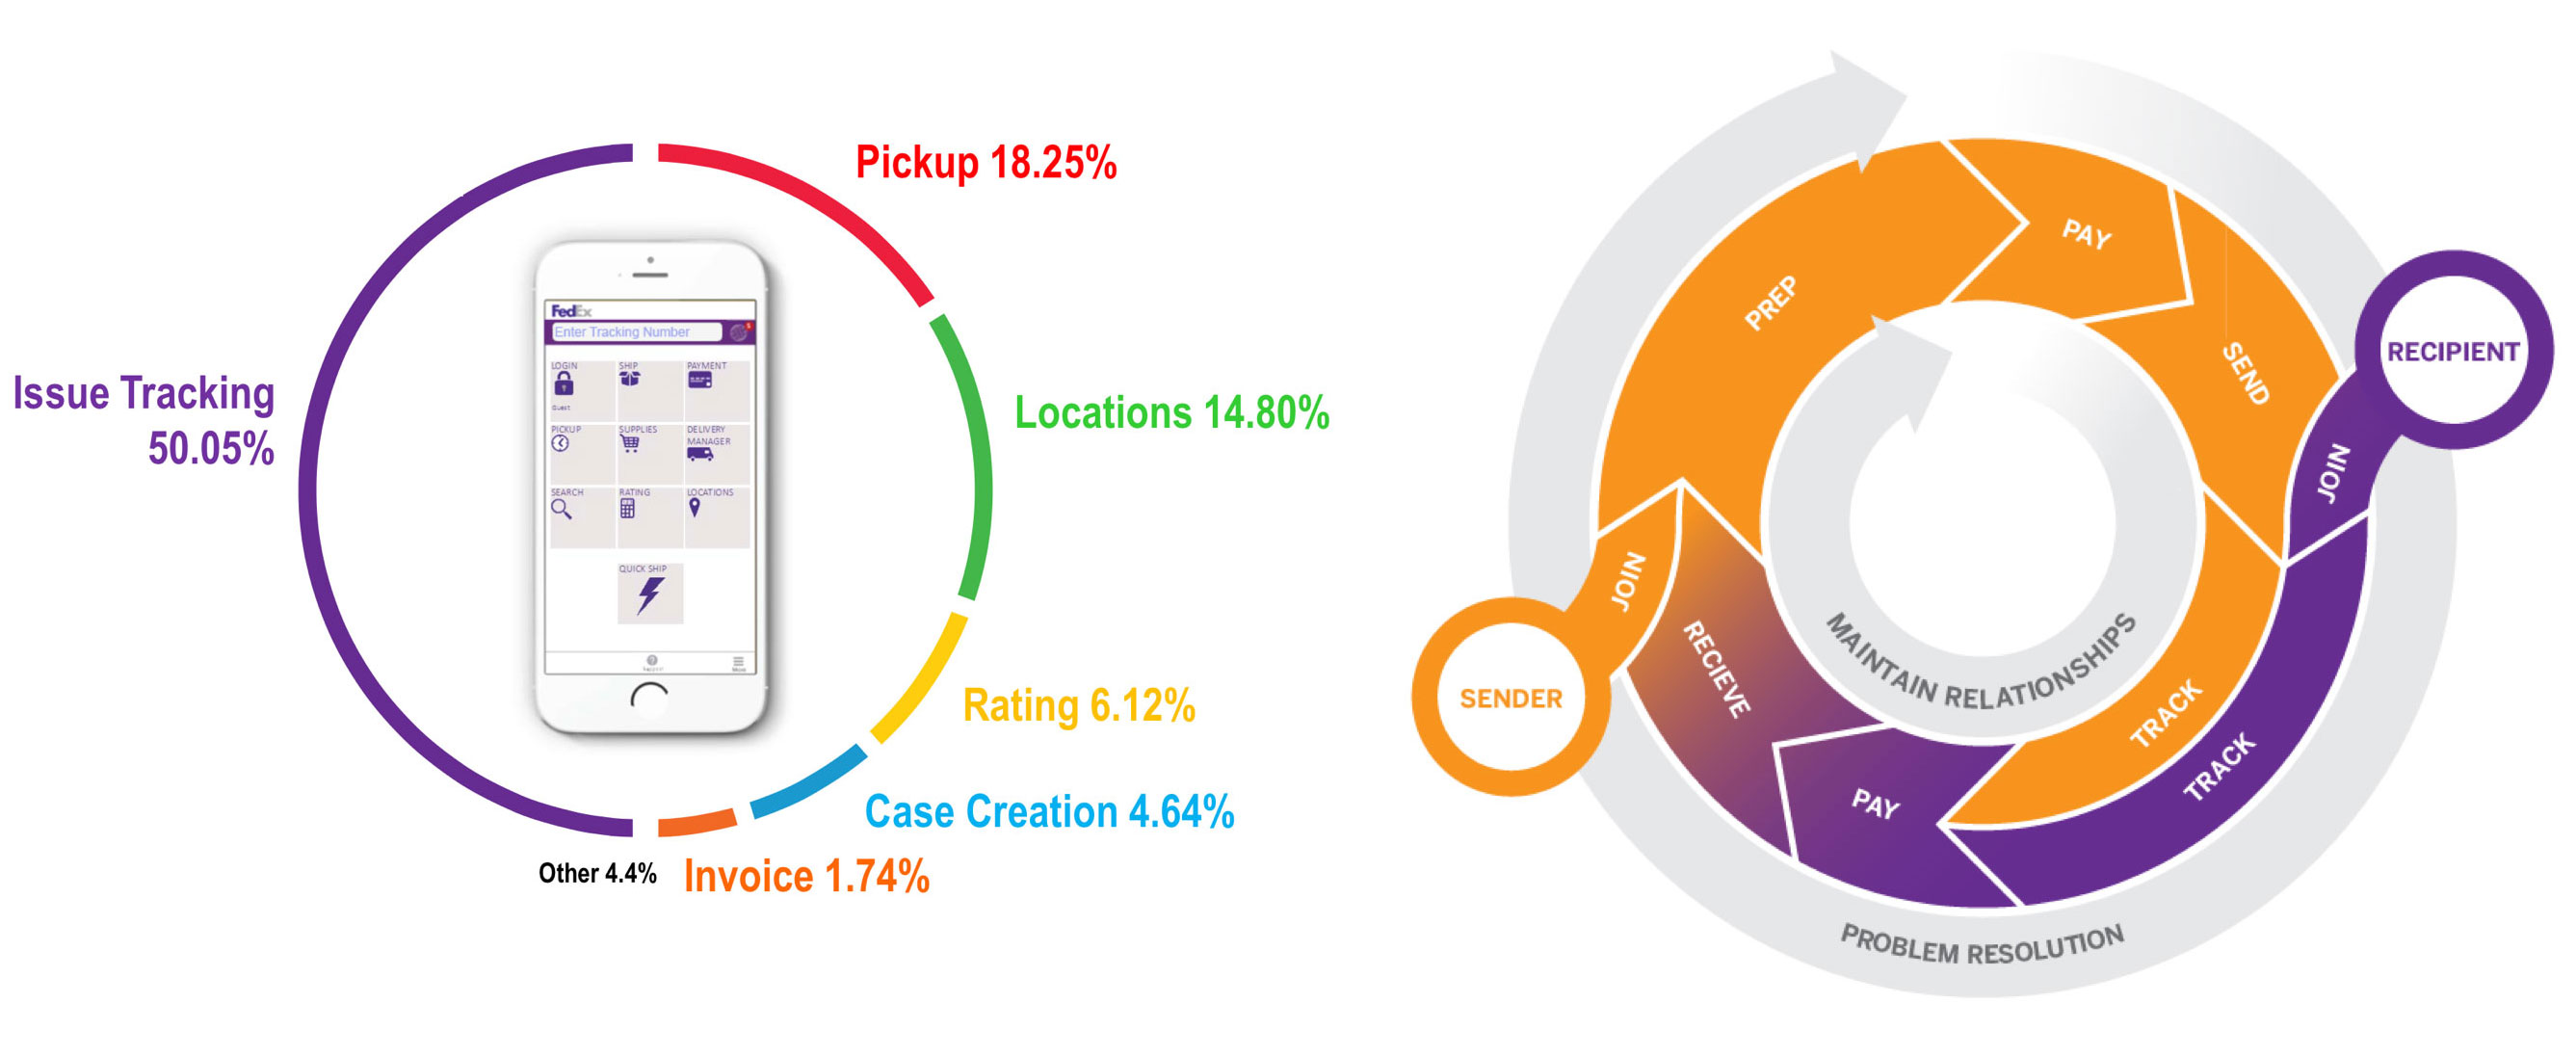 Pickup 18.25%
Issue Tracking
50.05%
Locations 14.80%
Rating 6.12%
Case Creation 4.64%
Other 4.4%
Invoice 1.74%
FedEx
Enter Tracking Number
LOGIN
SHIP
PAYMENT
Guest
PICKUP
SUPPLIES
DELIVERY
MANAGER
SEARCH
RATING
LOCATIONS
QUICK SHIP
PREP
PAY
SEND
RECIPIENT
JOIN
JOIN
SENDER
RECIEVE
MAINTAIN RELATIONSHIPS
TRACK
TRACK
PAY
PROBLEM RESOLUTION